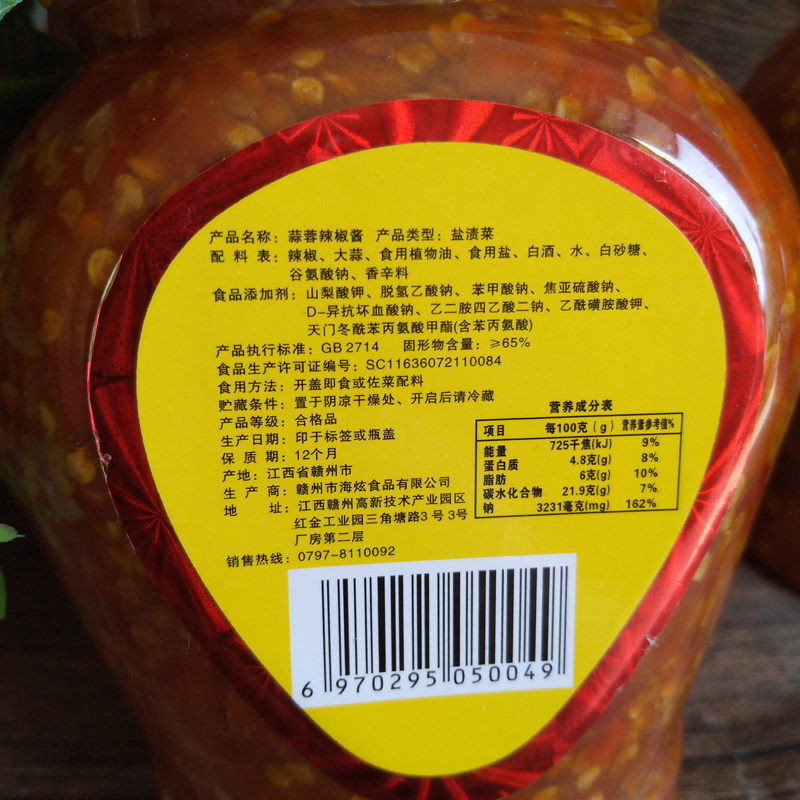 产品名称：蒜蓉辣椒酱 产品类型：盐渍菜
配 料 表：辣椒、大蒜、食用植物油、食用盐、白酒、水、白砂糖、
谷氨酸钠、香辛料
食品添加剂：山梨酸钾、脱氢乙酸钠、苯甲酸钠、焦亚硫酸钠、
D-异抗坏血酸钠、乙二胺四乙酸二钠、乙酰磺胺酸钾、
天门冬酰苯丙氨酸甲酯(含苯丙氨酸)
产品执行标准：GB 2714 固形物含量：≥65%
食品生产许可证编号：SC11636072110084
食用方法：开盖即食或佐菜配料
贮藏条件：置于阴凉干燥处、开启后请冷藏
产品等级：合格品
生产日期：印于标签或瓶盖
保 质 期：12个月
产地：江西省赣州市
生 产 商：赣州市海炫食品有限公司
地 址：江西赣州高新技术产业园区
红金工业园三角塘路3 号 3号
厂房第二层
销售热线：0797-8110092
营养成分表
项目 每100克（g） 营养素参考值%
能量 725千焦(kJ) 9%
蛋白质 4.8克(g) 8%
脂肪 6克(g) 10%
碳水化合物 21.9克(g) 7%
钠 3231毫克(mg) 162%
6 970295 050049